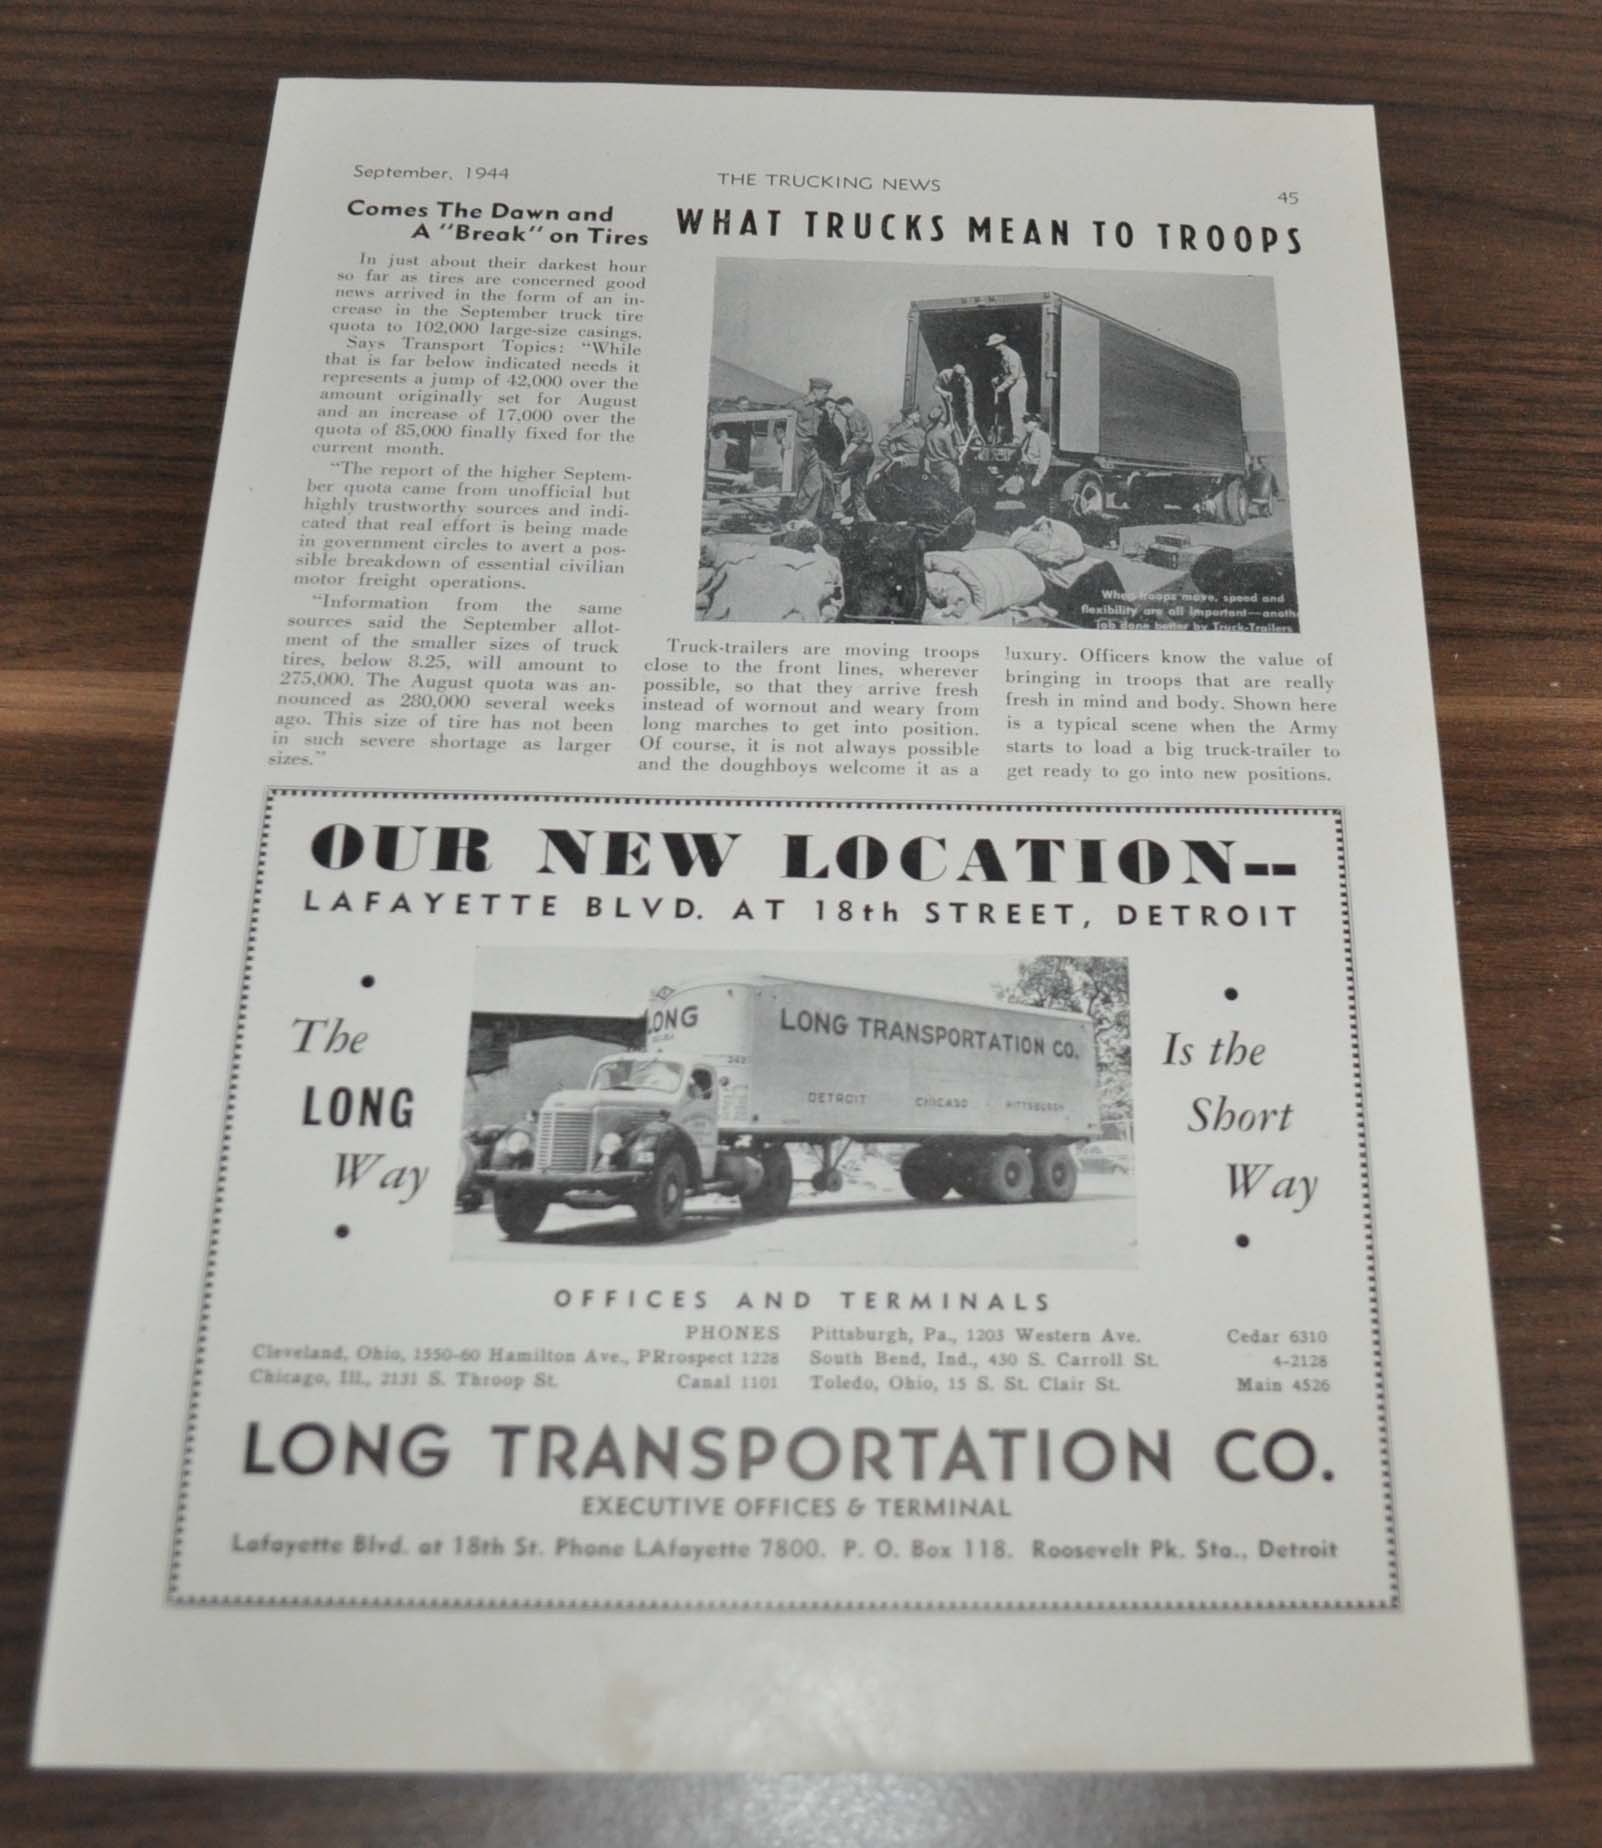 September, 1944
THE TRUCKING NEWS
45
Comes The Dawn and
A "Break" on Tires
In just about their darkest hour
so far as tires are concerned good
news arrived in the form of an in-
crease in the September truck tire
quota to 102,000 large-size casings.
Says Transport Topics: "While
that is far below indicated needs it
represents a jump of 42,000 over the
amount originally set for August
and an increase of 17,000 over the
quota of 85,000 finally fixed for the
current month.
"The report of the higher Septem-
ber quota came from unofficial but
highly trustworthy sources and indi-
cated that real effort is being made
in government circles to avert a pos-
sible breakdown of essential civilian
motor freight operations.
"Information from the same
sources said the September allot-
ment of the smaller sizes of truck
tires, below 8.25, will amount to
275,000. The August quota was an-
nounced as 280,000 several weeks
ago. This size of tire has not been
in such severe shortage as larger
sizes."
WHAT TRUCKS MEAN TO TROOPS
When troops move, speed and
flexibility are all important—anoth
job done better by Truck-Trailers
Truck-trailers are moving troops
close to the front lines, wherever
possible, so that they arrive fresh
instead of wornout and weary from
long marches to get into position.
Of course, it is not always possible
and the doughboys welcome it as a
luxury. Officers know the value of
bringing in troops that are really
fresh in mind and body. Shown here
is a typical scene when the Army
starts to load a big truck-trailer to
get ready to go into new positions.
OUR NEW LOCATION--
LAFAYETTE BLVD. AT 18th STREET, DETROIT
The
LONG
Way
LONG
LONG TRANSPORTATION CO.
242
DETROIT CHICAGO PITTSBURGH
Is the
Short
Way
OFFICES AND TERMINALS
PHONES
Cleveland, Ohio, 1550-60 Hamilton Ave., PRrospect 1228
Chicago, Ill., 2131 S. Throop St. Canal 1101
Pittsburgh, Pa., 1203 Western Ave. Cedar 6310
South Bend, Ind., 430 S. Carroll St. 4-2128
Toledo, Ohio, 15 S. St. Clair St. Main 4526
LONG TRANSPORTATION CO.
EXECUTIVE OFFICES & TERMINAL
Lafayette Blvd. at 18th St. Phone LAfayette 7800. P. O. Box 118. Roosevelt Pk. Sta., Detroit